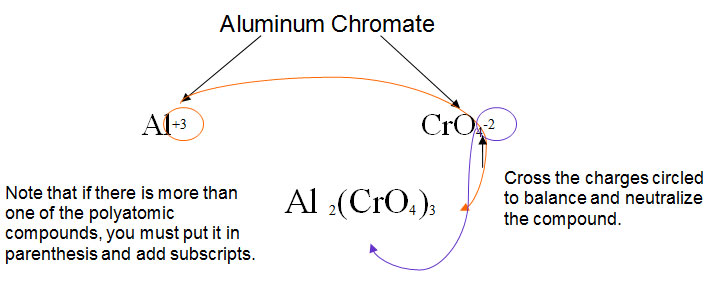 Aluminum Chromate
Al+3
CrO4-2
Note that if there is more than
one of the polyatomic
compounds, you must put it in
parenthesis and add subscripts.
Al 2(CrO4)3
Cross the charges circled
to balance and neutralize
the compound.